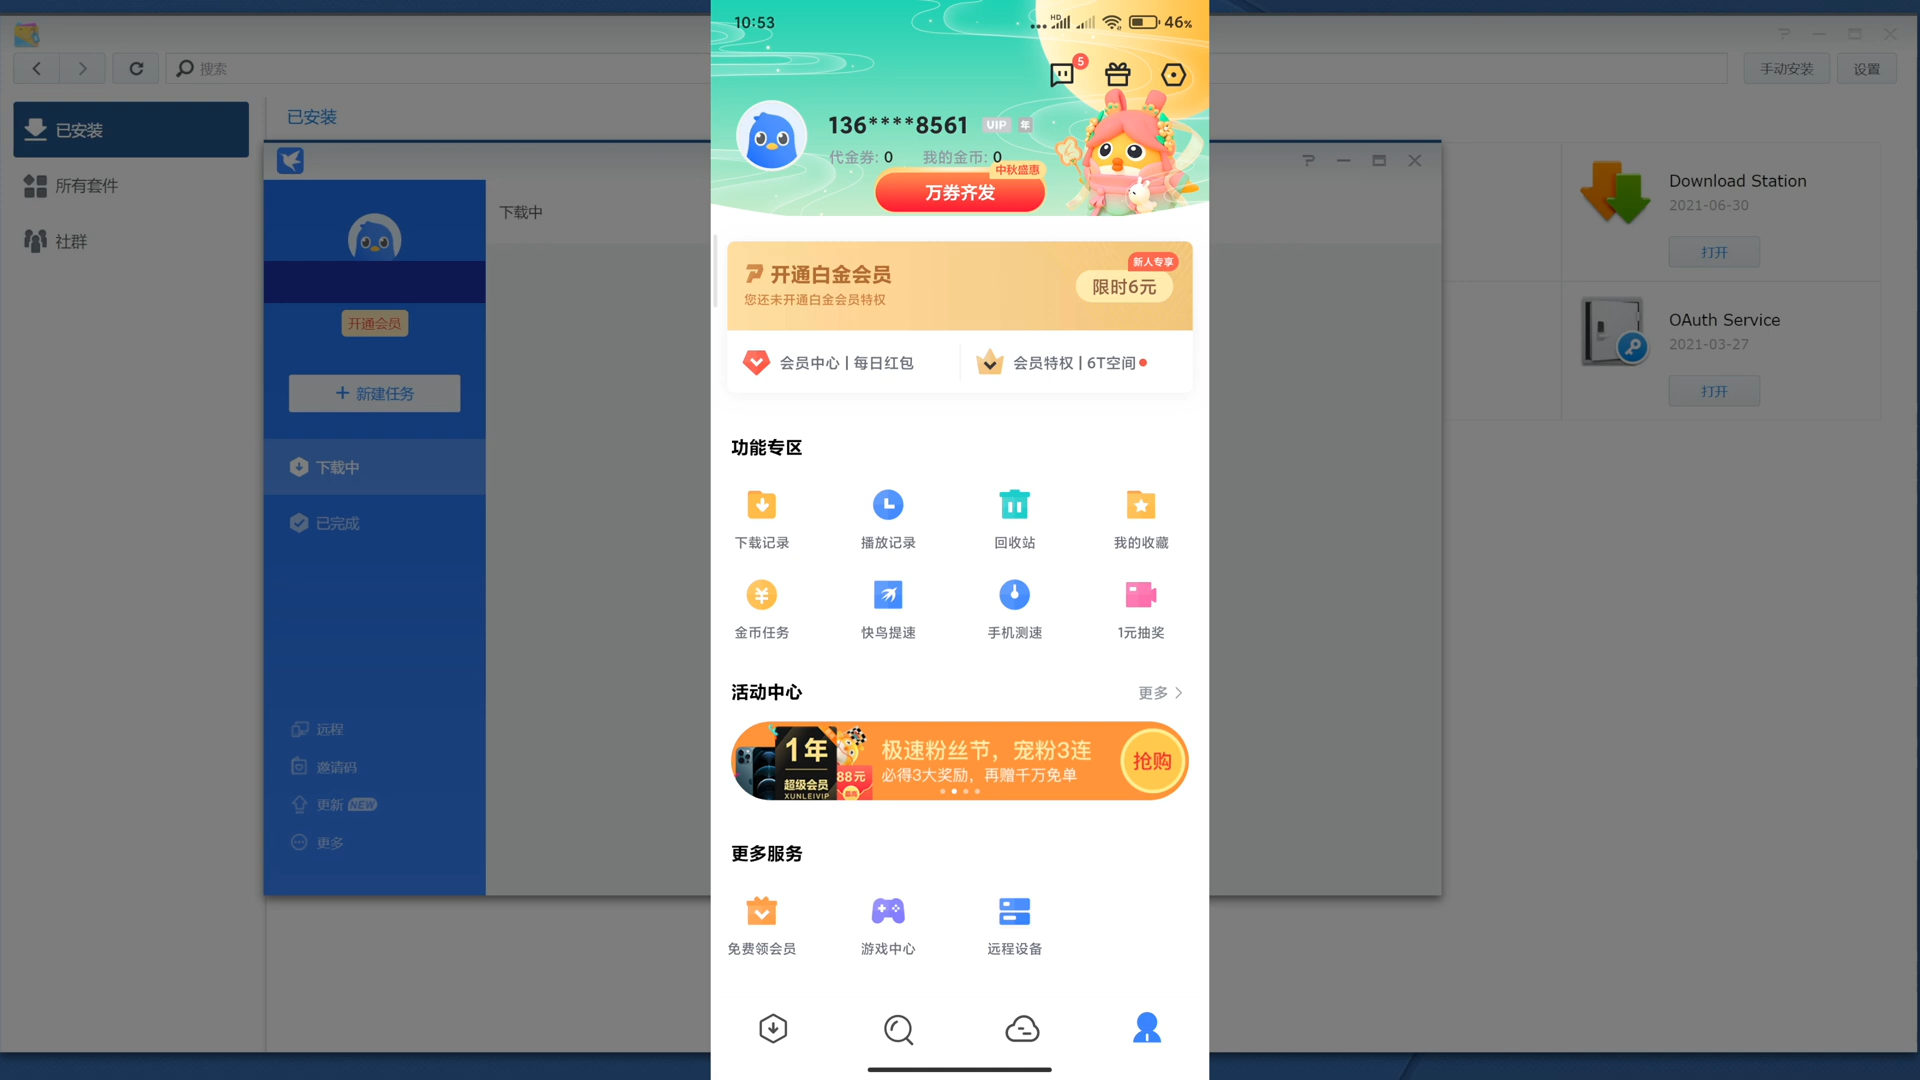 搜索
手动安装
设置
已安装
所有套件
社群
已安装
下载中
开通会员
新建任务
下载中
已完成
远程
邀请码
更新 NEW
更多
Download Station
2021-06-30
打开
OAuth Service
2021-03-27
打开
10:53
HD
46%
5
136****8561 VIP 年
代金券: 0 我的金币: 0
中秋盛惠
万券齐发
开通白金会员
您还未开通白金会员特权
新人专享
限时6元
会员中心 | 每日红包
会员特权 | 6T空间
功能专区
下载记录
播放记录
回收站
我的收藏
金币任务
快鸟提速
手机测速
1元抽奖
活动中心
更多
1年
超级会员
XUNLEIVIP
88元
极速粉丝节，宠粉3连
必得3大奖励，再赠千万免单
抢购
更多服务
免费领会员
游戏中心
远程设备